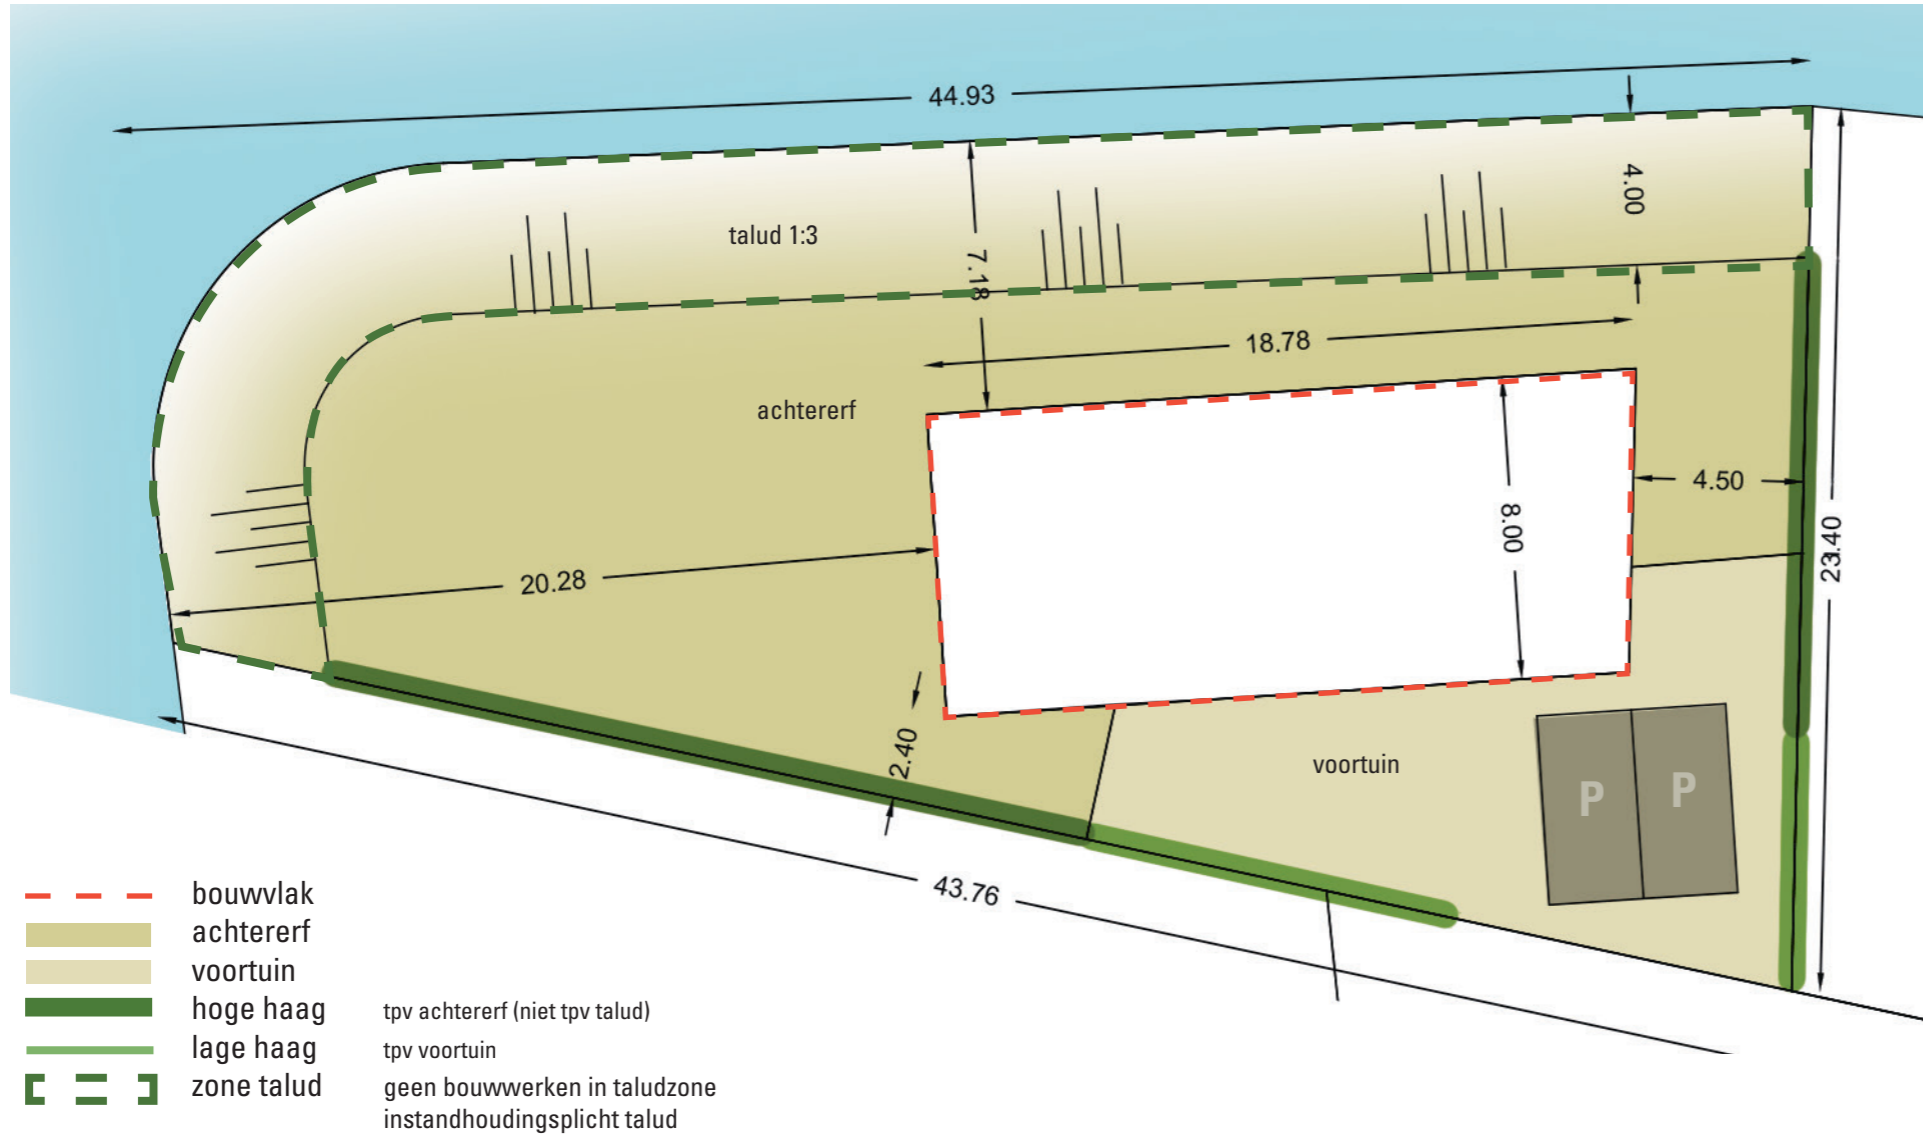 44.93
4.00
talud 1:3
7.18
18.78
achtererf
4.50
8.00
20.28
2.40
voortuin
P
P
43.76
bouwvlak
achtererf
voortuin
hoge haag tpv achtererf (niet tpv talud)
lage haag tpv voortuin
zone talud geen bouwwerken in taludzone
instandhoudingsplicht talud